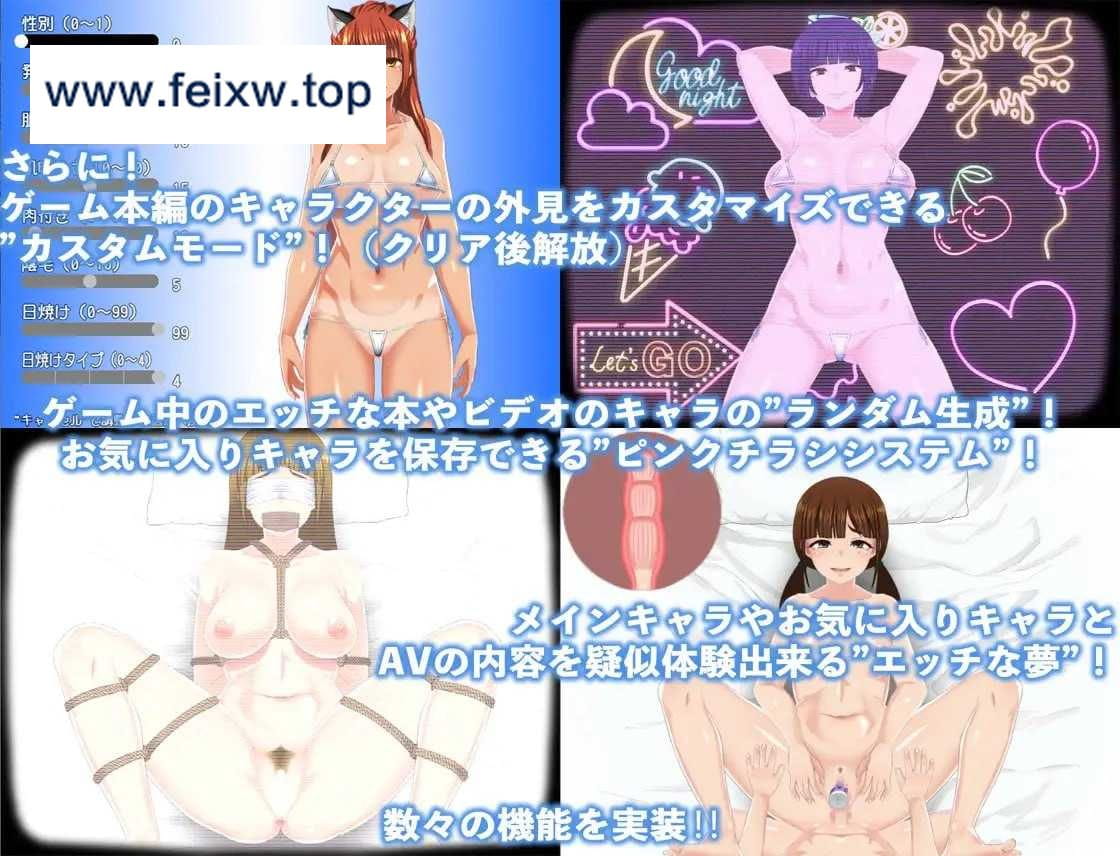 性別（0～1）
0
www.feixw.top
さらに！
ゲーム本編のキャラクターの外見をカスタマイズできる
”カスタムモード”！（クリア後解放）
5
日焼け（0～99）
99
日焼けタイプ（0～4）
4
Good
night
Let's GO
ゲーム中のエッチな本やビデオのキャラの”ランダム生成”！
お気に入りキャラを保存できる”ピンクチラシシステム”！
メインキャラやお気に入りキャラと
AVの内容を疑似体験出来る”エッチな夢”！
数々の機能を実装!!